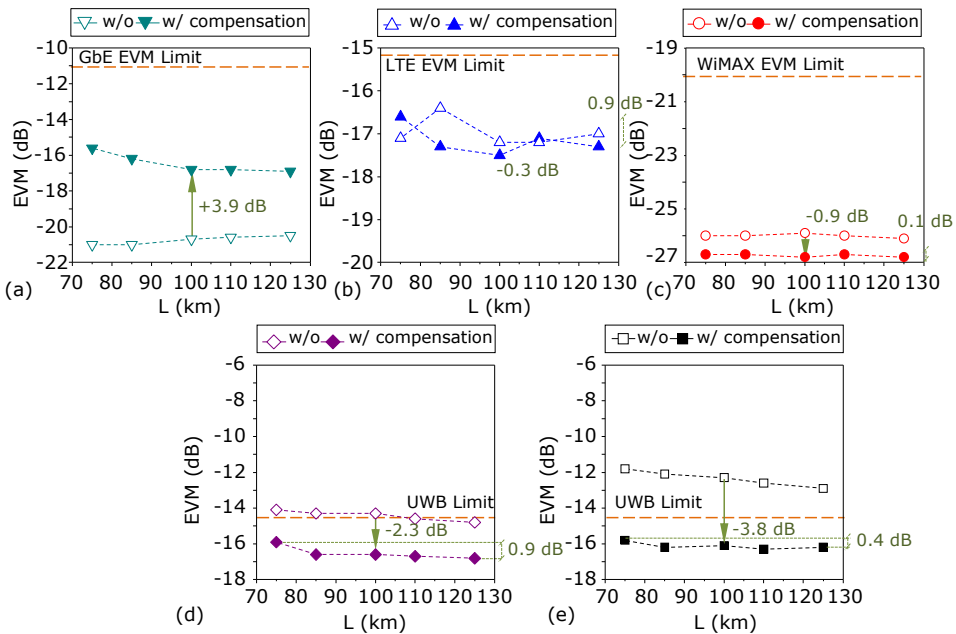 w/o w/ compensation
w/o w/ compensation
w/o w/ compensation
-10
-11
-12
-14
-16
-18
-20
-21
-22
EVM (dB)
GbE EVM Limit
+3.9 dB
70 80 90 100 110 120 130
L (km)
(a)
-15
-16
-17
-18
-19
-20
EVM (dB)
LTE EVM Limit
0.9 dB
-0.3 dB
70 80 90 100 110 120 130
L (km)
(b)
-19
-21
-23
-25
-27
EVM (dB)
WiMAX EVM Limit
-0.9 dB
0.1 dB
70 80 90 100 110 120 130
L (km)
(c)
w/o w/ compensation
w/o w/ compensation
-6
-8
-10
-12
-14
-16
-18
EVM (dB)
UWB Limit
-2.3 dB
0.9 dB
70 80 90 100 110 120 130
L (km)
(d)
-6
-8
-10
-12
-14
-16
-18
EVM (dB)
UWB Limit
-3.8 dB
0.4 dB
70 80 90 100 110 120 130
L (km)
(e)